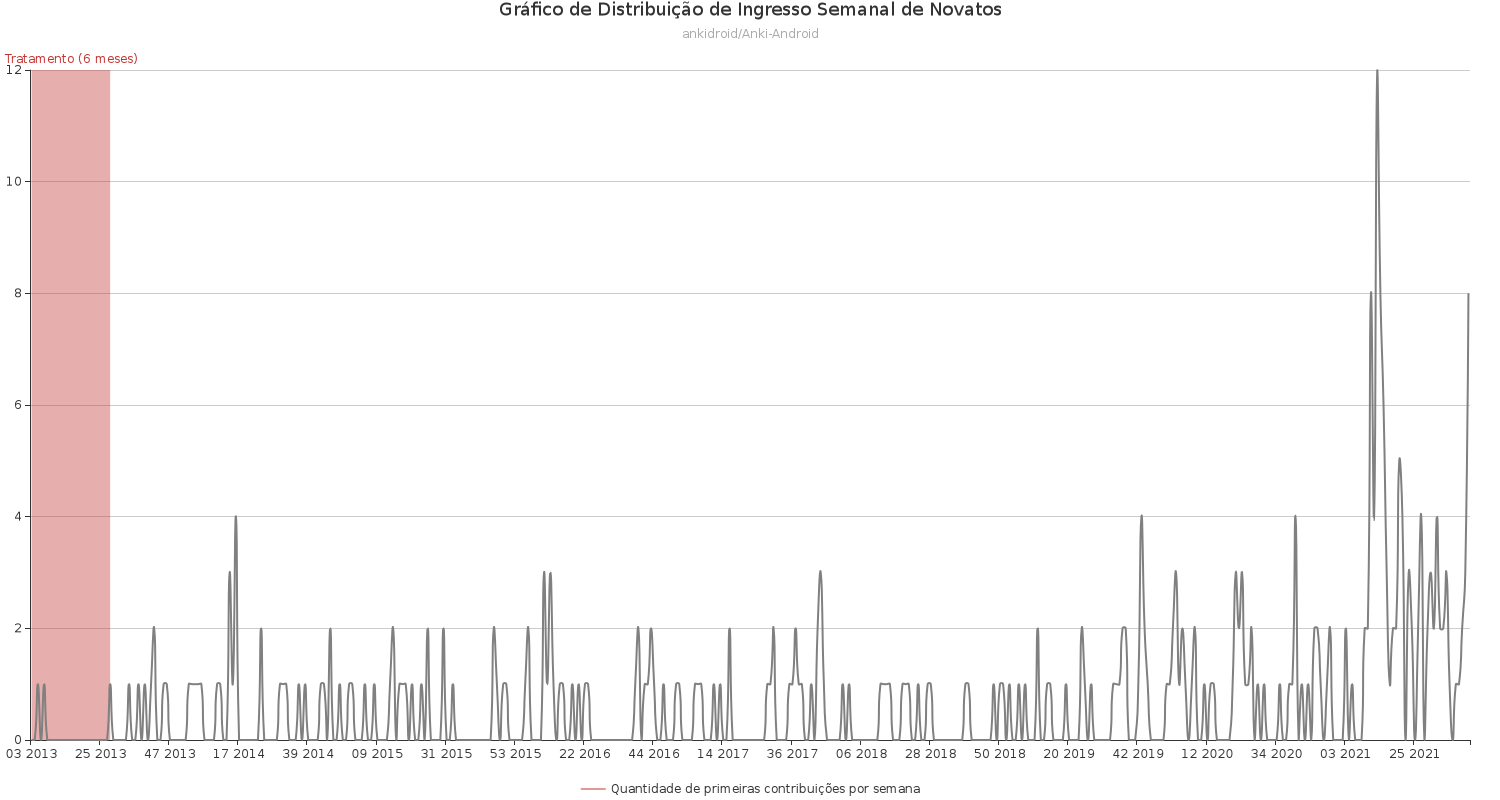 Gráfico de Distribuição de Ingresso Semanal de Novatos
ankidroid/Anki-Android
Tratamento (6 meses)
12
10
8
6
4
2
0
03 2013 25 2013 47 2013 17 2014 39 2014 09 2015 31 2015 53 2015 22 2016 44 2016 14 2017 36 2017 06 2018 28 2018 50 2018 20 2019 42 2019 12 2020 34 2020 03 2021 25 2021
Quantidade de primeiras contribuições por semana